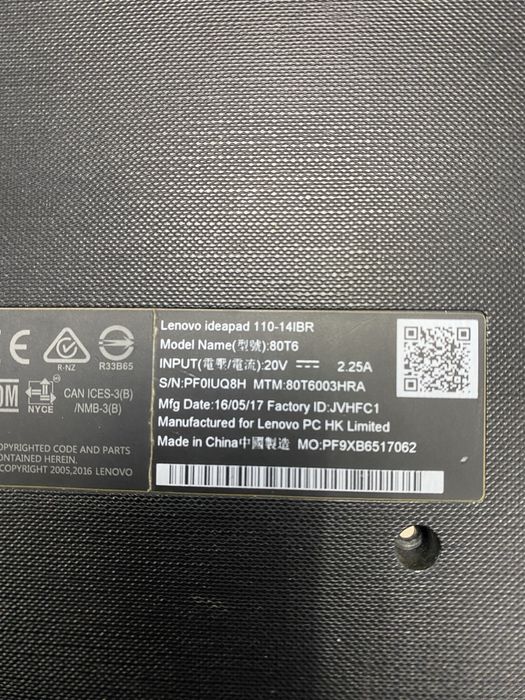 Lenovo ideapad 110-14IBR
Model Name(型號):80T6
INPUT(電壓/電流):20V ⎓ 2.25A
S/N:PF0IUQ8H MTM:80T6003HRA
Mfg Date:16/05/17 Factory ID:JVHFC1
Manufactured for Lenovo PC HK Limited
Made in China中國製造 MO:PF9XB6517062
CE
R-NZ
R33B65
NYCE
CAN ICES-3(B)
/NMB-3(B)
OPYRIGHTED CODE AND PARTS
ONTAINED HEREIN.
COPYRIGHT 2005,2016 LENOVO